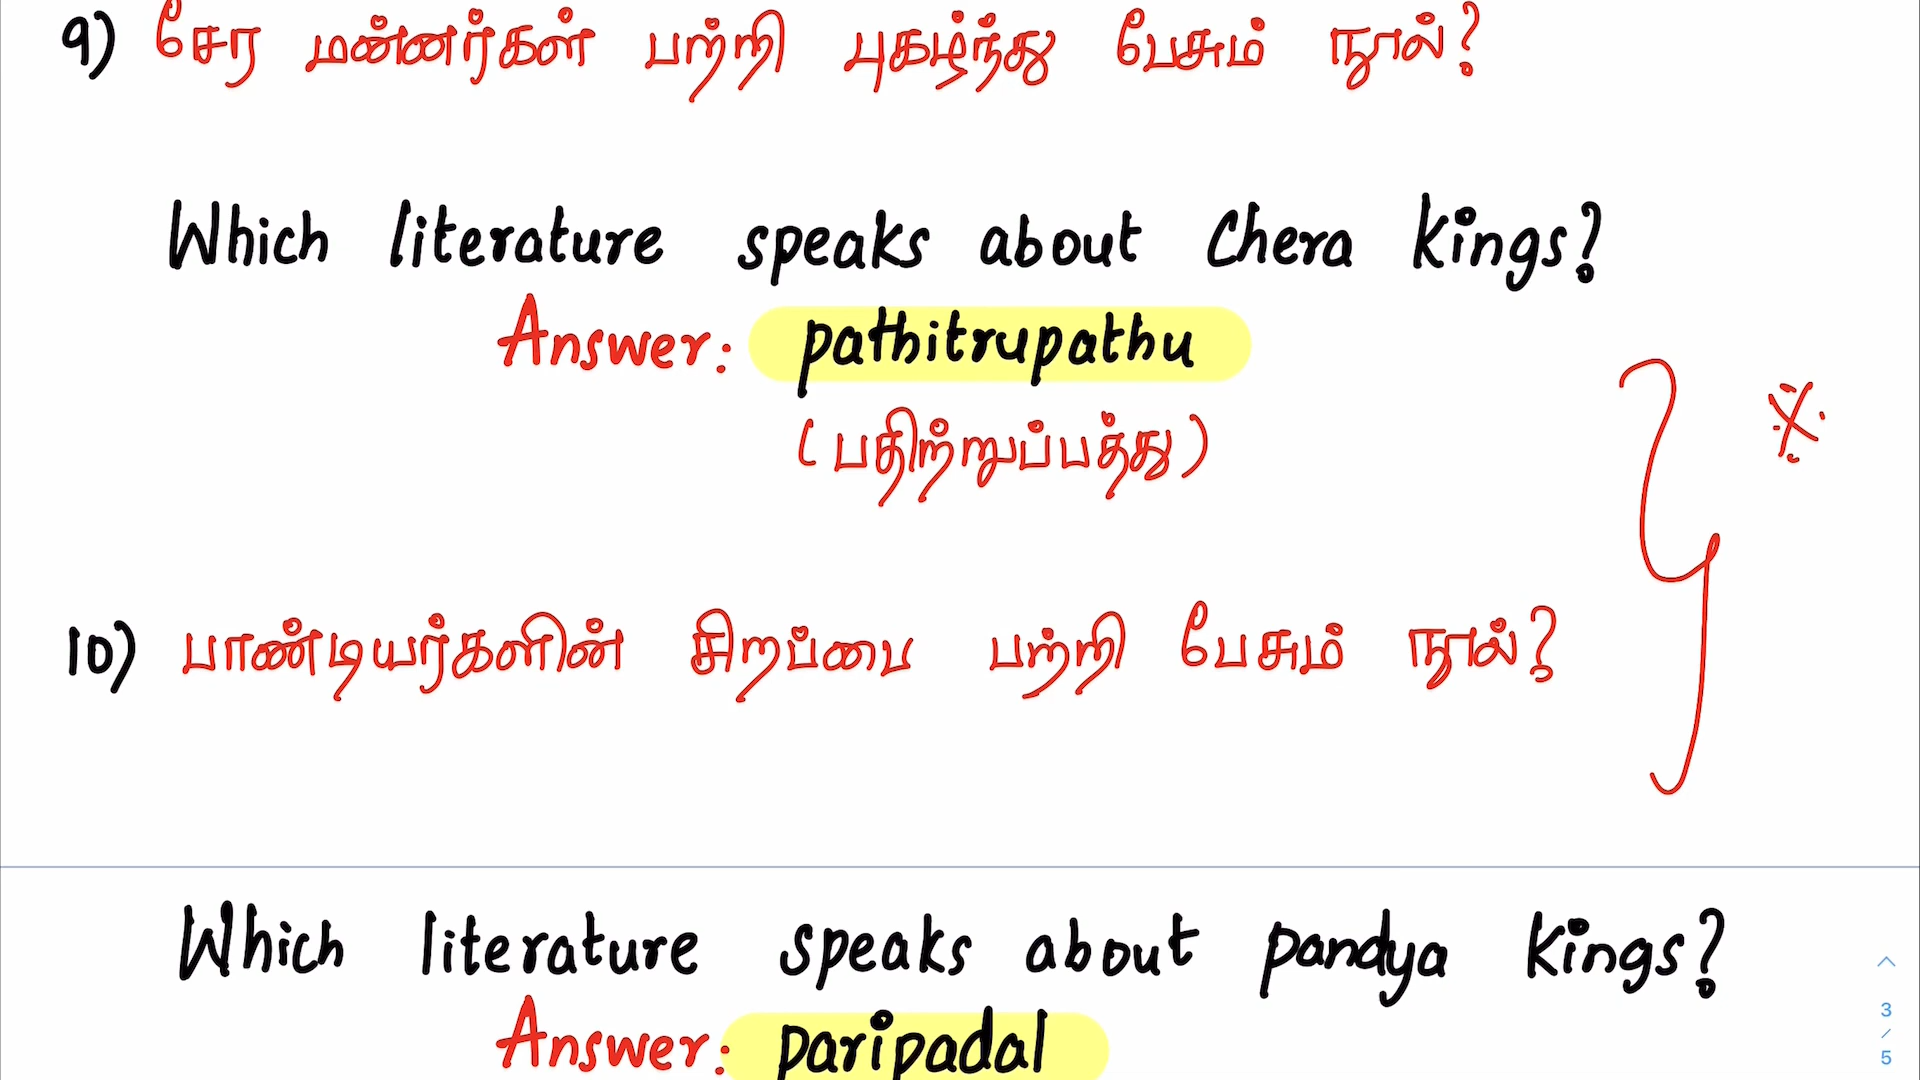 9) சேர மன்னர்கள் பற்றி புகழ்ந்து பேசும் நூல்?
Which literature speaks about Chera kings?
Answer: pathitrupathu
(பதிற்றுப்பத்து)
10) பாண்டியர்களின் சிறப்பை பற்றி பேசும் நூல்?
Which literature speaks about pandya kings?
Answer: paripadal
3
/
5